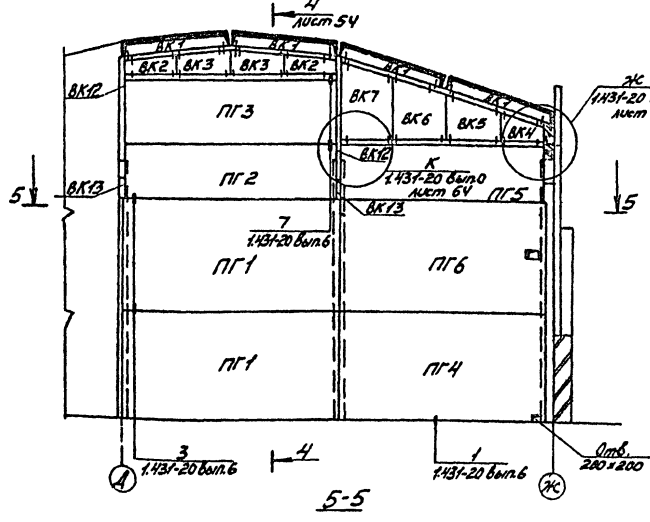 4
лист 54
ВК1
ВК1
ВК2
ВК3
ВК3
ВК2
ВК1
ВК1
ВК12
ПГ3
ВК7
ВК6
ВК5
ВК4
Ж
1.431-20
лист
ВК12
К
1.431-20 вып.0
лист 64
ВК13
ПГ2
ПГ5
5
5
ВК13
7
1.431-20 вып.6
ПГ1
ПГ6
ПГ1
ПГ4
3
1.431-20 вып.6
4
1
1.431-20 вып.6
Отв.
200×200
Д
Ж
5-5